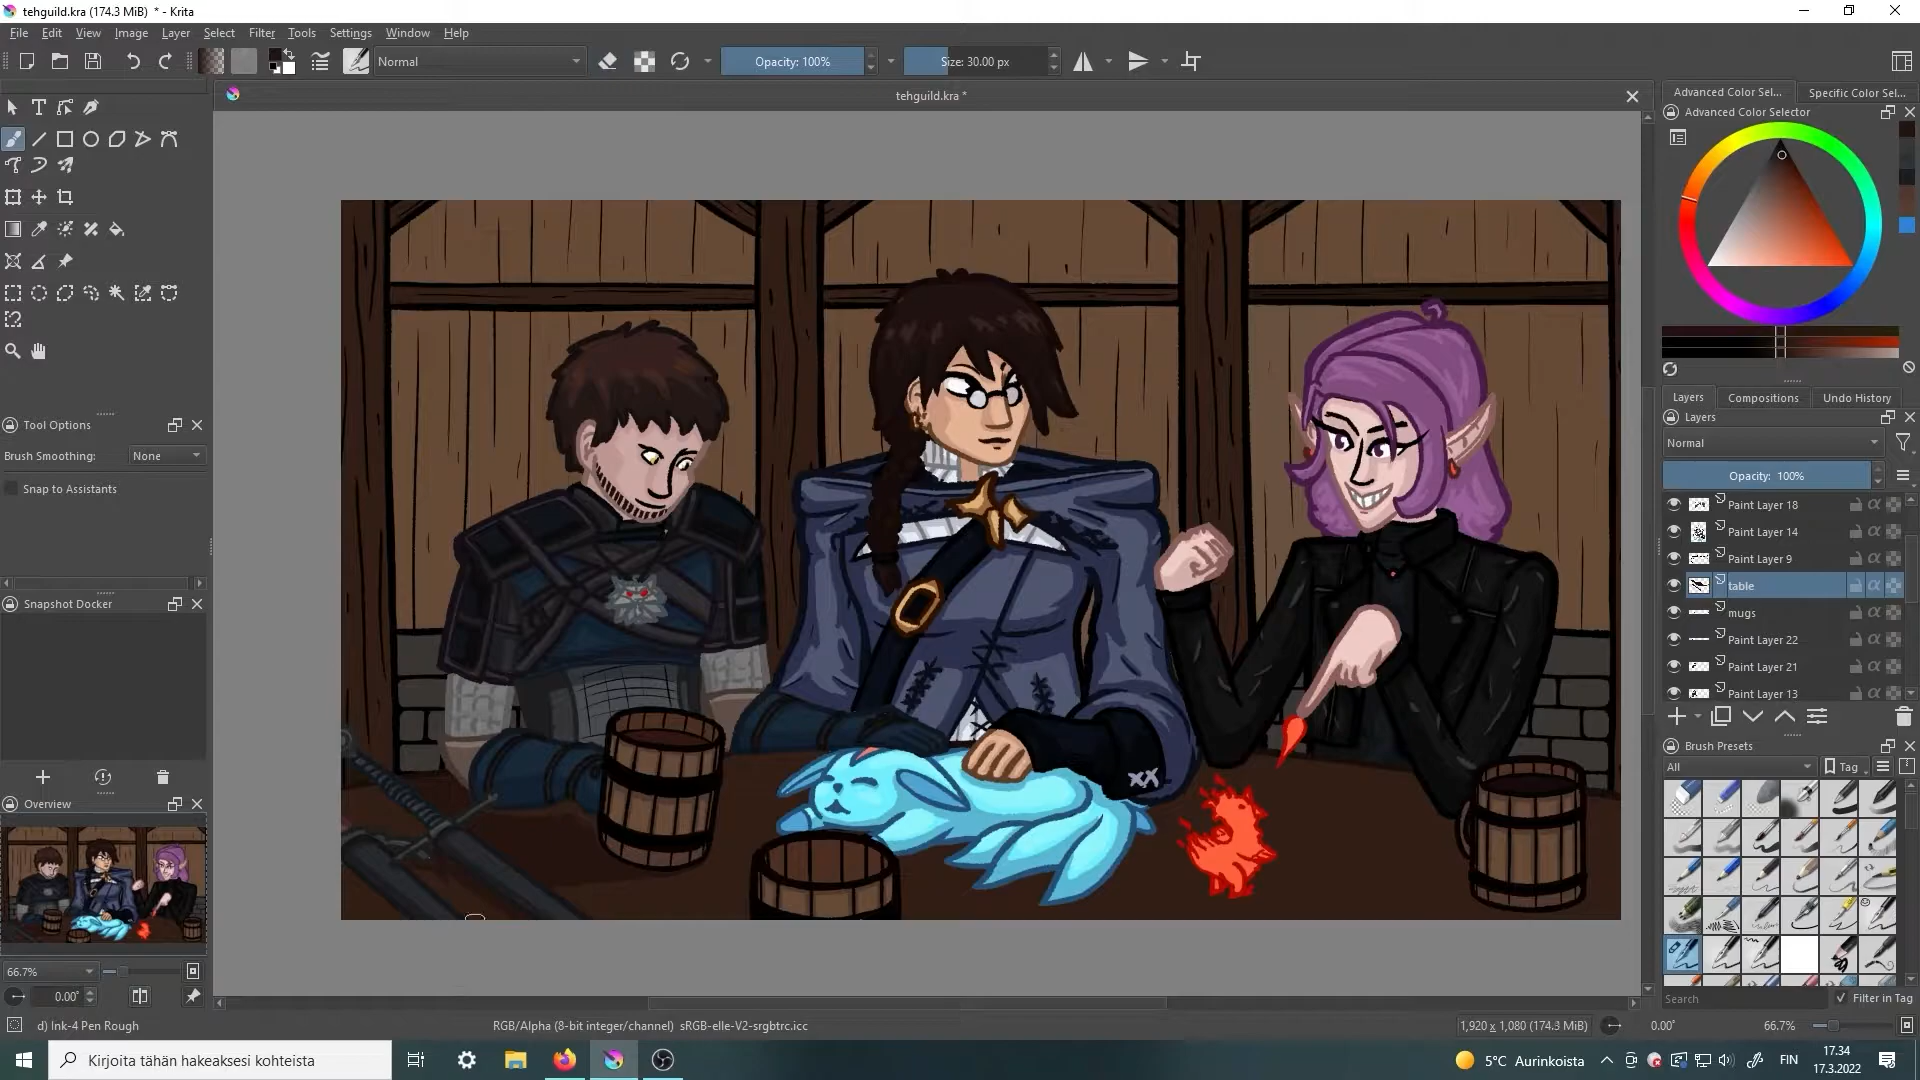 tehguild.kra (174.3 MiB)  * - Krita
File Edit View Image Layer Select Filter Tools Settings Window Help
Normal
Opacity: 100%
Size: 30.00 px
tehguild.kra *
Advanced Color Sel...
Specific Color Sel...
Advanced Color Selector
Tool Options
Brush Smoothing: None
Snap to Assistants
Snapshot Docker
Overview
66.7%
0.00°
xX
Layers Compositions Undo History
Layers
Normal
Opacity: 100%
Paint Layer 18
Paint Layer 14
Paint Layer 9
table
mugs
Paint Layer 22
Paint Layer 21
Paint Layer 13
Brush Presets
All
Tag
Search
Filter in Tag
d) Ink-4 Pen Rough
RGB/Alpha (8-bit integer/channel)  sRGB-elle-V2-srgbtrc.icc
1,920 x 1,080 (174.3 MiB)
0.00°
66.7%
Kirjoita tähän hakeaksesi kohteista
5°C Aurinkoista
FIN
17.34
17.3.2022